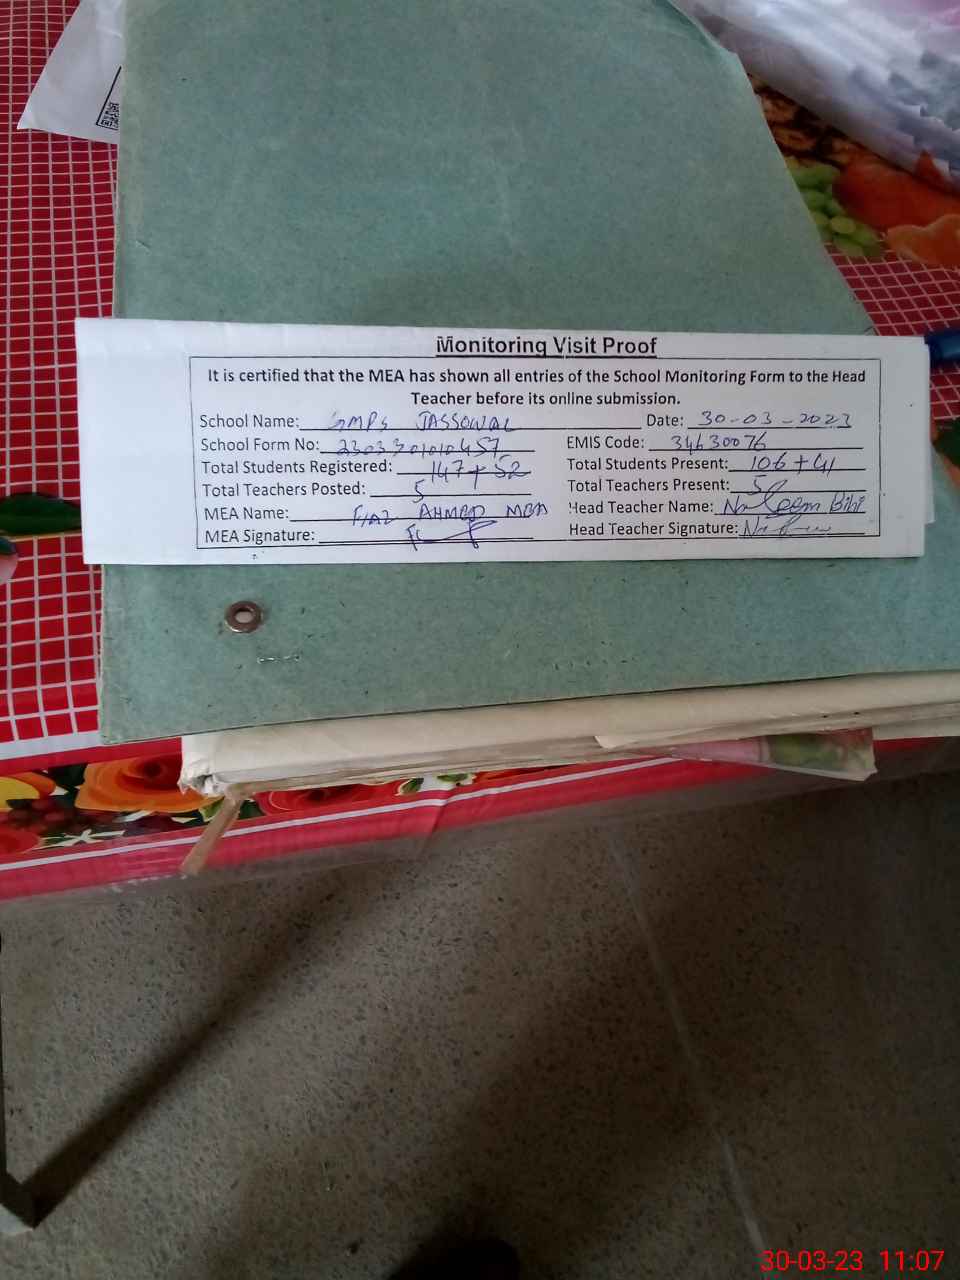 Monitoring Visit Proof
It is certified that the MEA has shown all entries of the School Monitoring Form to the Head
Teacher before its online submission.
School Name: GMPS JASSOWAL Date: 30-03-2023
School Form No: 2303301010457 EMIS Code: 34630076
Total Students Registered: 147+52 Total Students Present: 106+41
Total Teachers Posted: 5 Total Teachers Present: 5
MEA Name: FIAZ AHMED MEA Head Teacher Name: Bibi
MEA Signature: Head Teacher Signature:
30-03-23 11:07